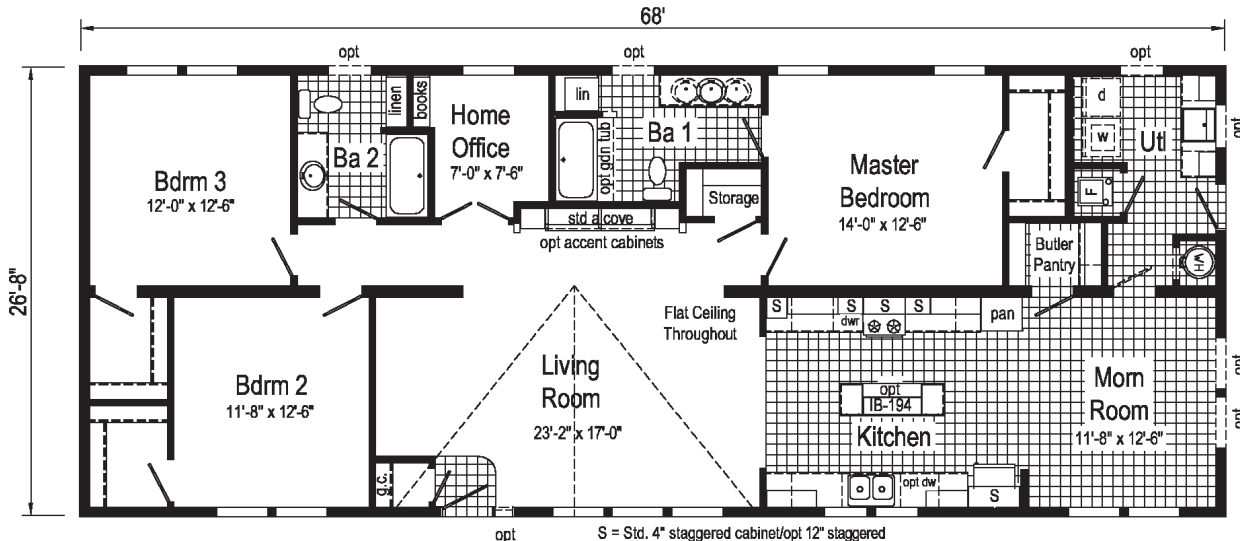 68'
opt
opt
opt
26'-8"
Bdrm 3
12'-0" x 12'-6"
linen
books
Ba 2
Home
Office
7'-0" x 7'-6"
lin
opt gdn tub
Ba 1
Storage
std a cove
opt accent cabinets
Master
Bedroom
14'-0" x 12'-6"
d
w
Utl
opt
F
Butler
Pantry
WH
Bdrm 2
11'-8" x 12'-6"
g.c.
Living
Room
23'-2" x 17'-0"
Flat Ceiling
Throughout
S
S
S
S
dwr
pan
opt
IB-194
Kitchen
opt dw
S
Morn
Room
11'-8" x 12'-6"
opt
opt
opt
S = Std. 4" staggered cabinet/opt 12" staggered